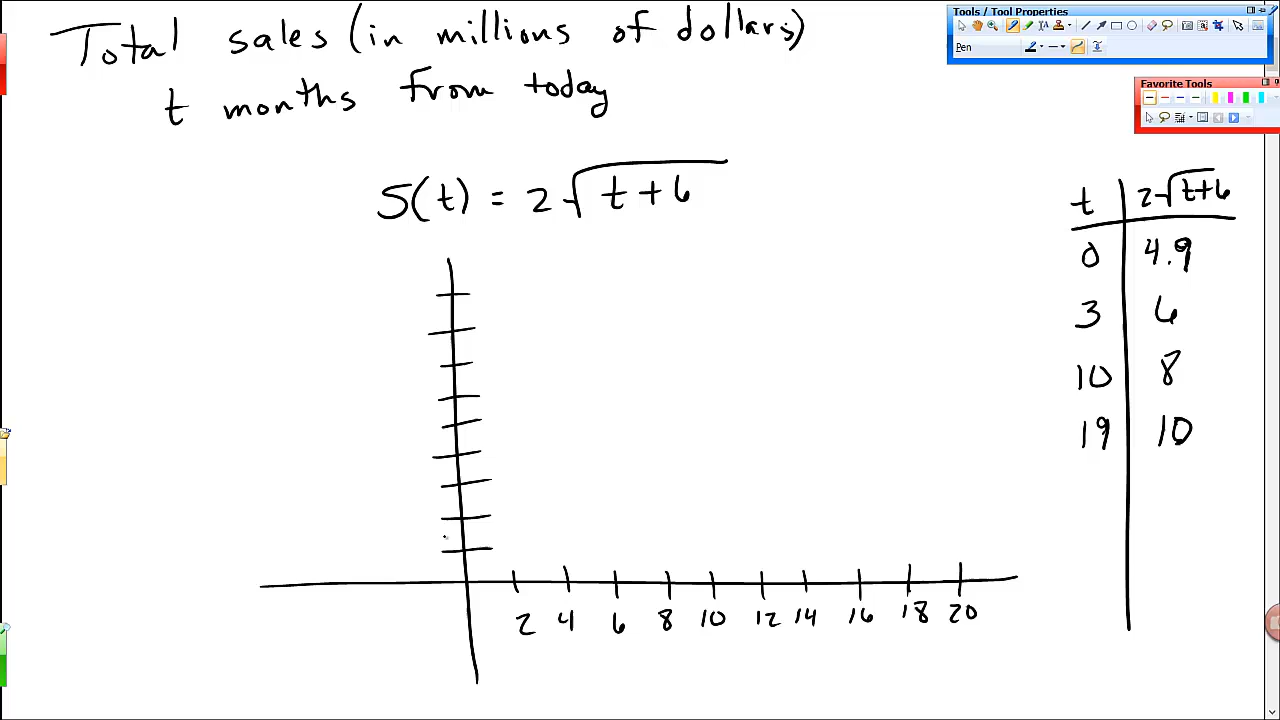 Total sales (in millions of dollars)
t months from today
S(t) = 2√(t+6)
t 2√(t+6)
0 4.9
3 6
10 8
19 10
2 4 6 8 10 12 14 16 18 20
Tools / Tool Properties
Pen
Favorite Tools